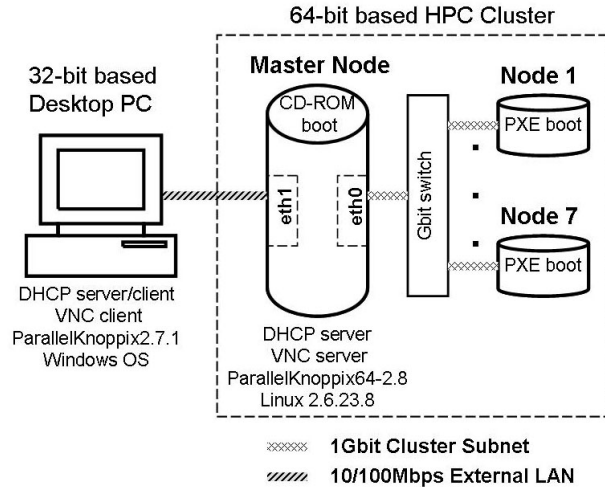 64-bit based HPC Cluster
32-bit based
Desktop PC
Master Node
CD-ROM
boot
eth1
eth0
Gbit switch
Node 1
PXE boot
Node 7
PXE boot
DHCP server/client
VNC client
ParallelKnoppix2.7.1
Windows OS
DHCP server
VNC server
ParallelKnoppix64-2.8
Linux 2.6.23.8
1Gbit Cluster Subnet
10/100Mbps External LAN